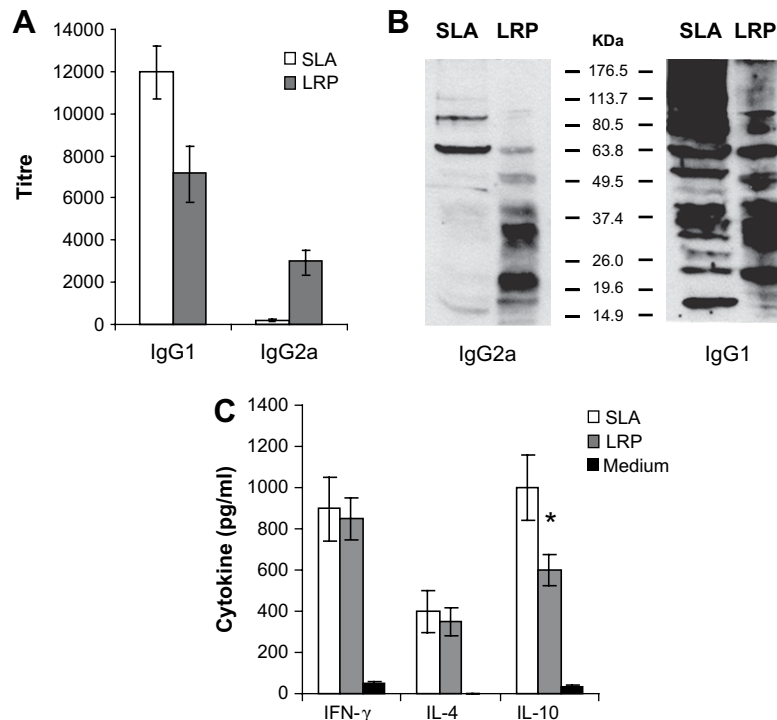 A
Titre
14000
12000
10000
8000
6000
4000
2000
0
SLA
LRP
IgG1 IgG2a
B
SLA LRP KDa SLA LRP
176.5
113.7
80.5
63.8
49.5
37.4
26.0
19.6
14.9
IgG2a IgG1
C
Cytokine (pg/ml)
1400
1200
1000
800
600
400
200
0
SLA
LRP
Medium
*
IFN-γ IL-4 IL-10